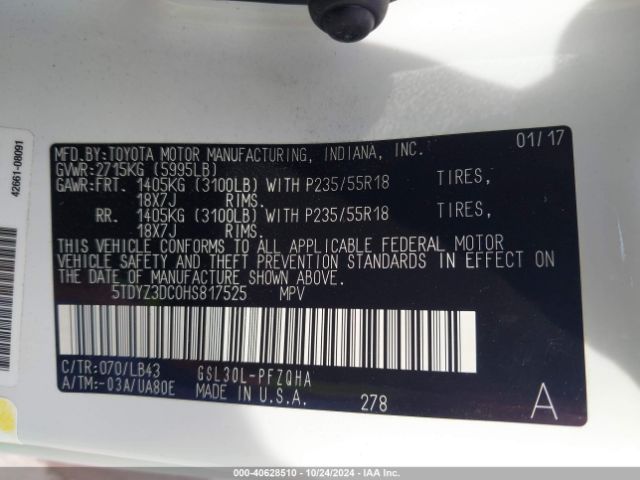 42661-08091
MFD.BY:TOYOTA MOTOR MANUFACTURING, INDIANA, INC. 01/17
GVWR:2715KG (5995LB)
GAWR:FRT. 1405KG (3100LB) WITH P235/55R18 TIRES,
18X7J RIMS.
RR. 1405KG (3100LB) WITH P235/55R18 TIRES,
18X7J RIMS.
THIS VEHICLE CONFORMS TO ALL APPLICABLE FEDERAL MOTOR
VEHICLE SAFETY AND THEFT PREVENTION STANDARDS IN EFFECT ON
THE DATE OF MANUFACTURE SHOWN ABOVE.
5TDYZ3DC0HS817525 MPV
C/TR:070/LB43 GSL30L-PFZQHA
A/TM:-03A/UA80E MADE IN U.S.A. 278 A
000-40628510 - 10/24/2024 - IAA Inc.